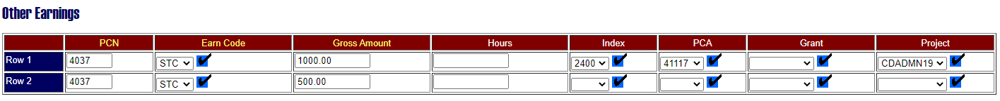 Other Earnings
PCN Earn Code Gross Amount Hours Index PCA Grant Project
Row 1 4037 STC 1000.00 2400 41117 CDADMN19
Row 2 4037 STC 500.00